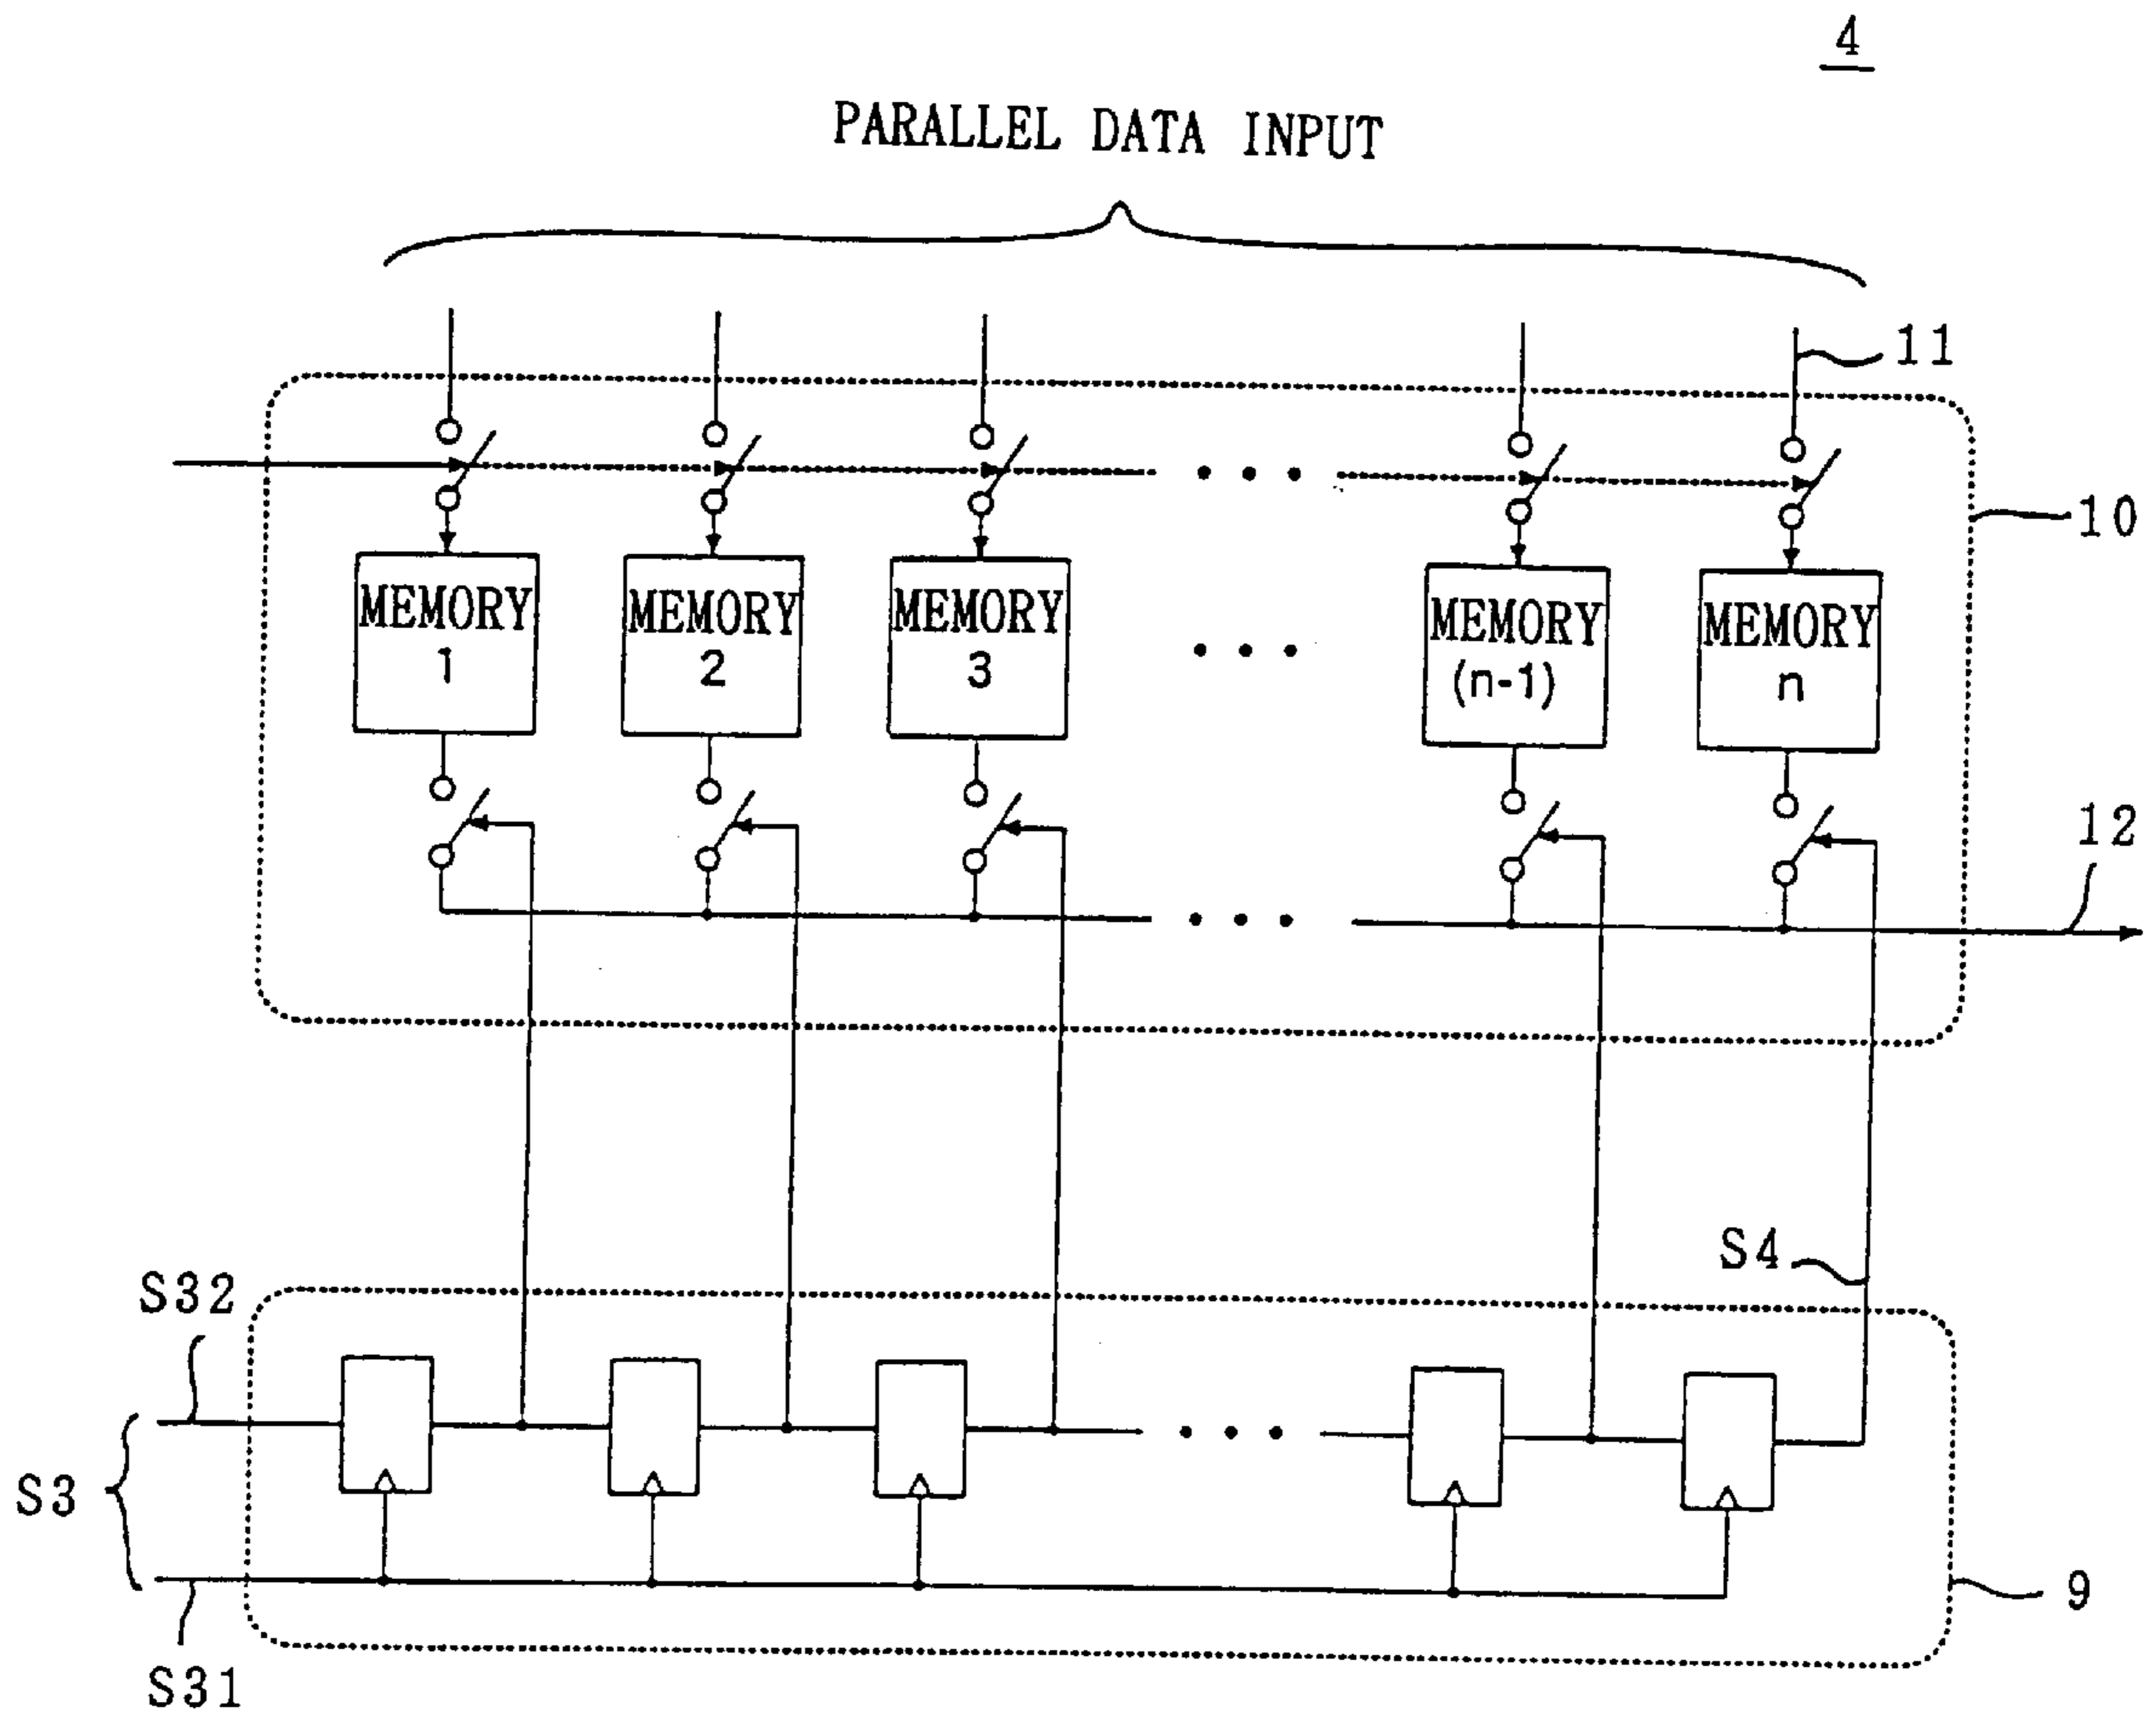 4
PARALLEL DATA INPUT
11
10
MEMORY
1
MEMORY
2
MEMORY
3
MEMORY
(n-1)
MEMORY
n
12
S4
S32
S3
9
S31